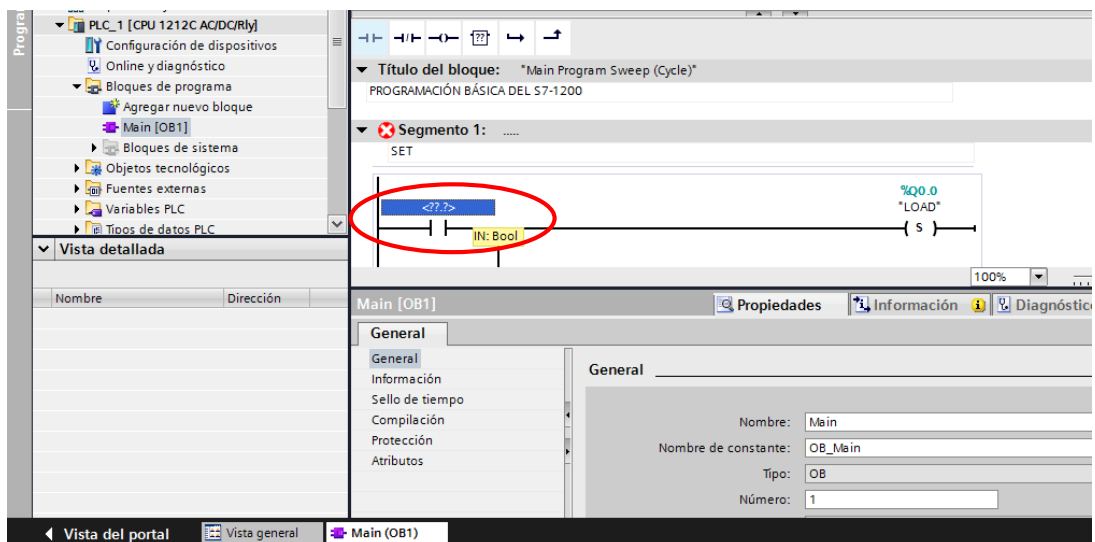 Progra
PLC_1 [CPU 1212C AC/DC/Rly]
Configuración de dispositivos
Online y diagnóstico
Bloques de programa
Agregar nuevo bloque
Main [OB1]
Bloques de sistema
Objetos tecnológicos
Fuentes externas
Variables PLC
Tipos de datos PLC
Vista detallada
Nombre Dirección
??
Título del bloque: "Main Program Sweep (Cycle)"
PROGRAMACIÓN BÁSICA DEL S7-1200
Segmento 1: .....
SET
<??.?>
IN: Bool
%Q0.0
"LOAD"
S
100%
Main [OB1]
Propiedades Información Diagnóstic
General
General
Información
Sello de tiempo
Compilación
Protección
Atributos
General
Nombre: Main
Nombre de constante: OB_Main
Tipo: OB
Número: 1
Vista del portal Vista general Main (OB1)